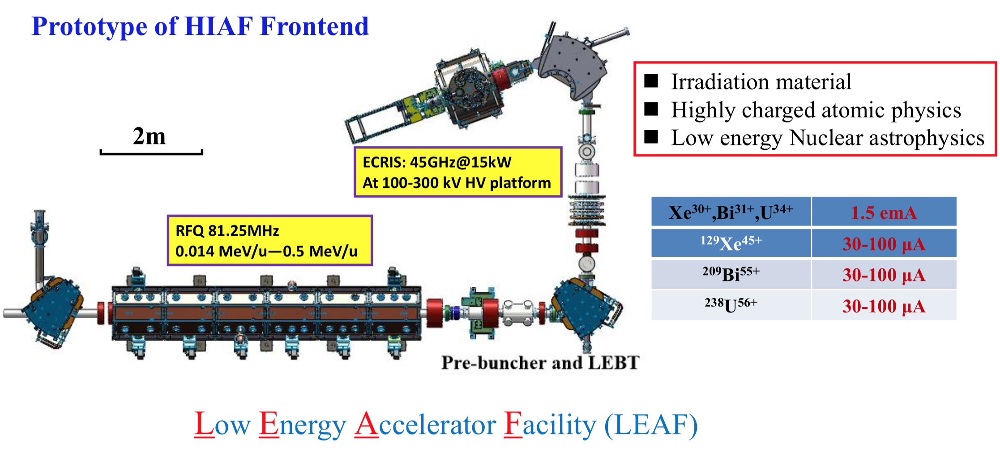 Prototype of HIAF Frontend
■ Irradiation material
■ Highly charged atomic physics
■ Low energy Nuclear astrophysics
2m
ECRIS: 45GHz@15kW
At 100-300 kV HV platform
RFQ 81.25MHz
0.014 MeV/u—0.5 MeV/u
Xe³⁰⁺,Bi³¹⁺,U³⁴⁺ 1.5 emA
¹²⁹Xe⁴⁵⁺ 30-100 μA
²⁰⁹Bi⁵⁵⁺ 30-100 μA
²³⁸U⁵⁶⁺ 30-100 μA
Pre-buncher and LEBT
Low Energy Accelerator Facility (LEAF)